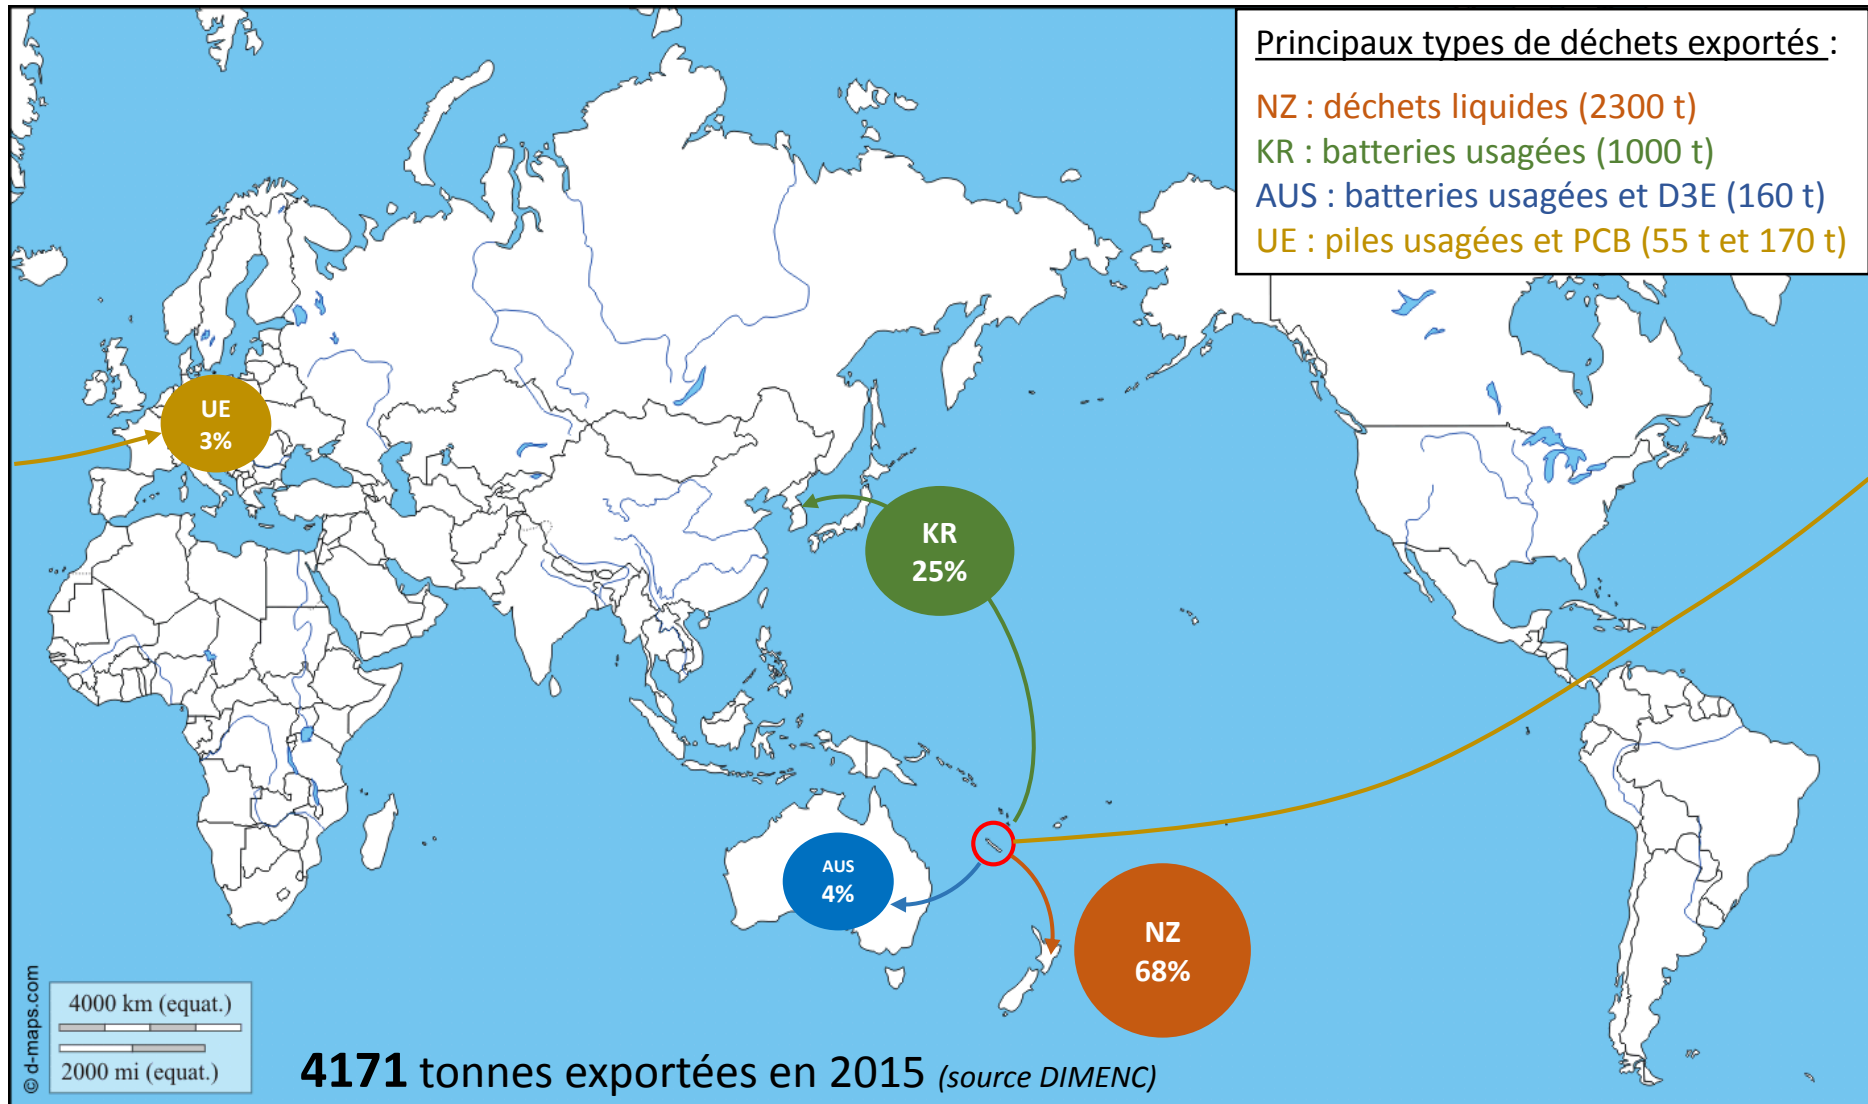 Principaux types de déchets exportés :
NZ : déchets liquides (2300 t)
KR : batteries usagées (1000 t)
AUS : batteries usagées et D3E (160 t)
UE : piles usagées et PCB (55 t et 170 t)
UE
3%
KR
25%
AUS
4%
NZ
68%
© d-maps.com
4000 km (equat.)
2000 mi (equat.)
4171 tonnes exportées en 2015 (source DIMENC)